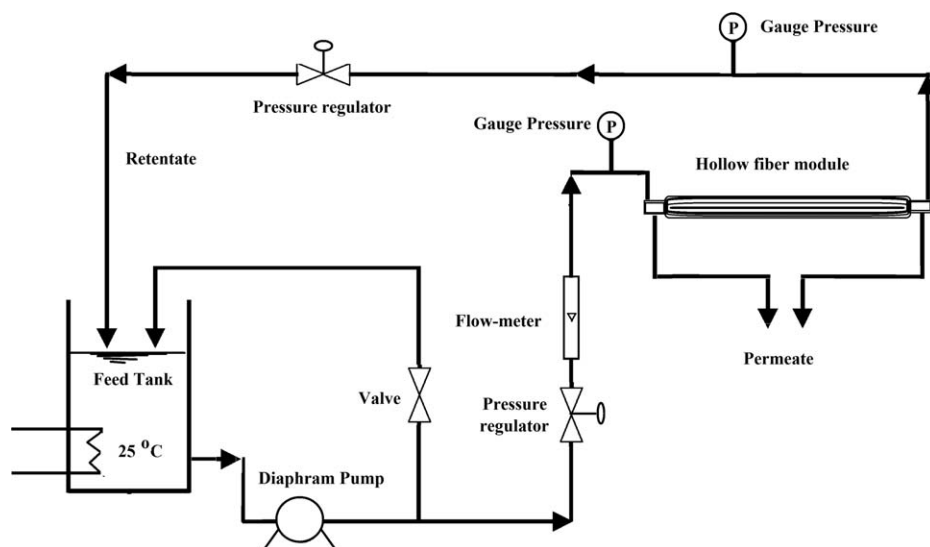 P
Gauge Pressure
Pressure regulator
Gauge Pressure
P
Retentate
Hollow fiber module
Flow-meter
Feed Tank
Permeate
Valve
Pressure
regulator
25 °C
Diaphram Pump